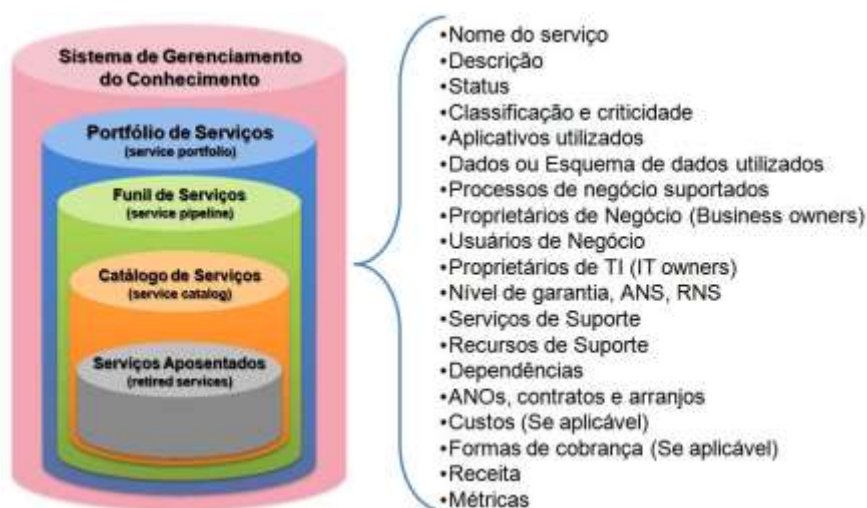 Sistema de Gerenciamento
do Conhecimento
Portfólio de Serviços
(service portfolio)
Funil de Serviços
(service pipeline)
Catálogo de Serviços
(service catalog)
Serviços Aposentados
(retired services)
•Nome do serviço
•Descrição
•Status
•Classificação e criticidade
•Aplicativos utilizados
•Dados ou Esquema de dados utilizados
•Processos de negócio suportados
•Proprietários de Negócio (Business owners)
•Usuários de Negócio
•Proprietários de TI (IT owners)
•Nível de garantia, ANS, RNS
•Serviços de Suporte
•Recursos de Suporte
•Dependências
•ANOs, contratos e arranjos
•Custos (Se aplicável)
•Formas de cobrança (Se aplicável)
•Receita
•Métricas